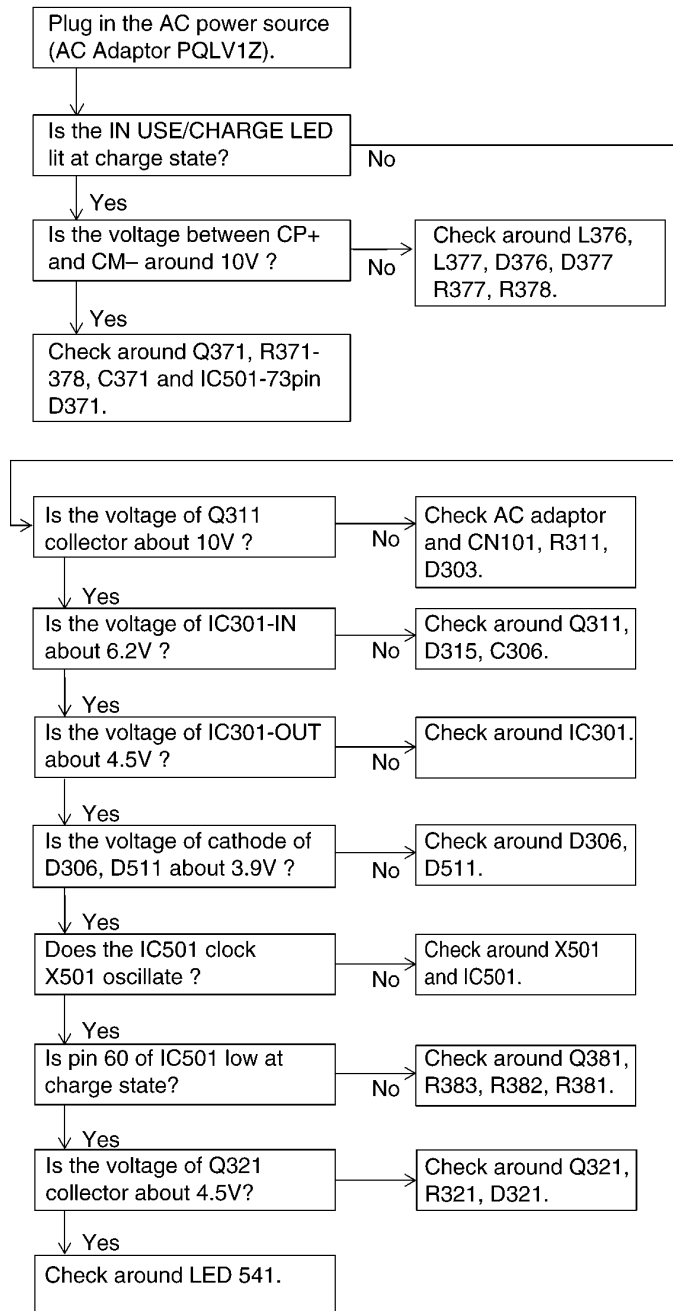 Plug in the AC power source
(AC Adaptor PQLV1Z).
Is the IN USE/CHARGE LED
lit at charge state?
No
Yes
Is the voltage between CP+
and CM– around 10V ?
No
Check around L376,
L377, D376, D377
R377, R378.
Yes
Check around Q371, R371-
378, C371 and IC501-73pin
D371.
Is the voltage of Q311
collector about 10V ?
No
Check AC adaptor
and CN101, R311,
D303.
Yes
Is the voltage of IC301-IN
about 6.2V ?
No
Check around Q311,
D315, C306.
Yes
Is the voltage of IC301-OUT
about 4.5V ?
No
Check around IC301.
Yes
Is the voltage of cathode of
D306, D511 about 3.9V ?
No
Check around D306,
D511.
Yes
Does the IC501 clock
X501 oscillate ?
No
Check around X501
and IC501.
Yes
Is pin 60 of IC501 low at
charge state?
No
Check around Q381,
R383, R382, R381.
Yes
Is the voltage of Q321
collector about 4.5V?
Check around Q321,
R321, D321.
Yes
Check around LED 541.